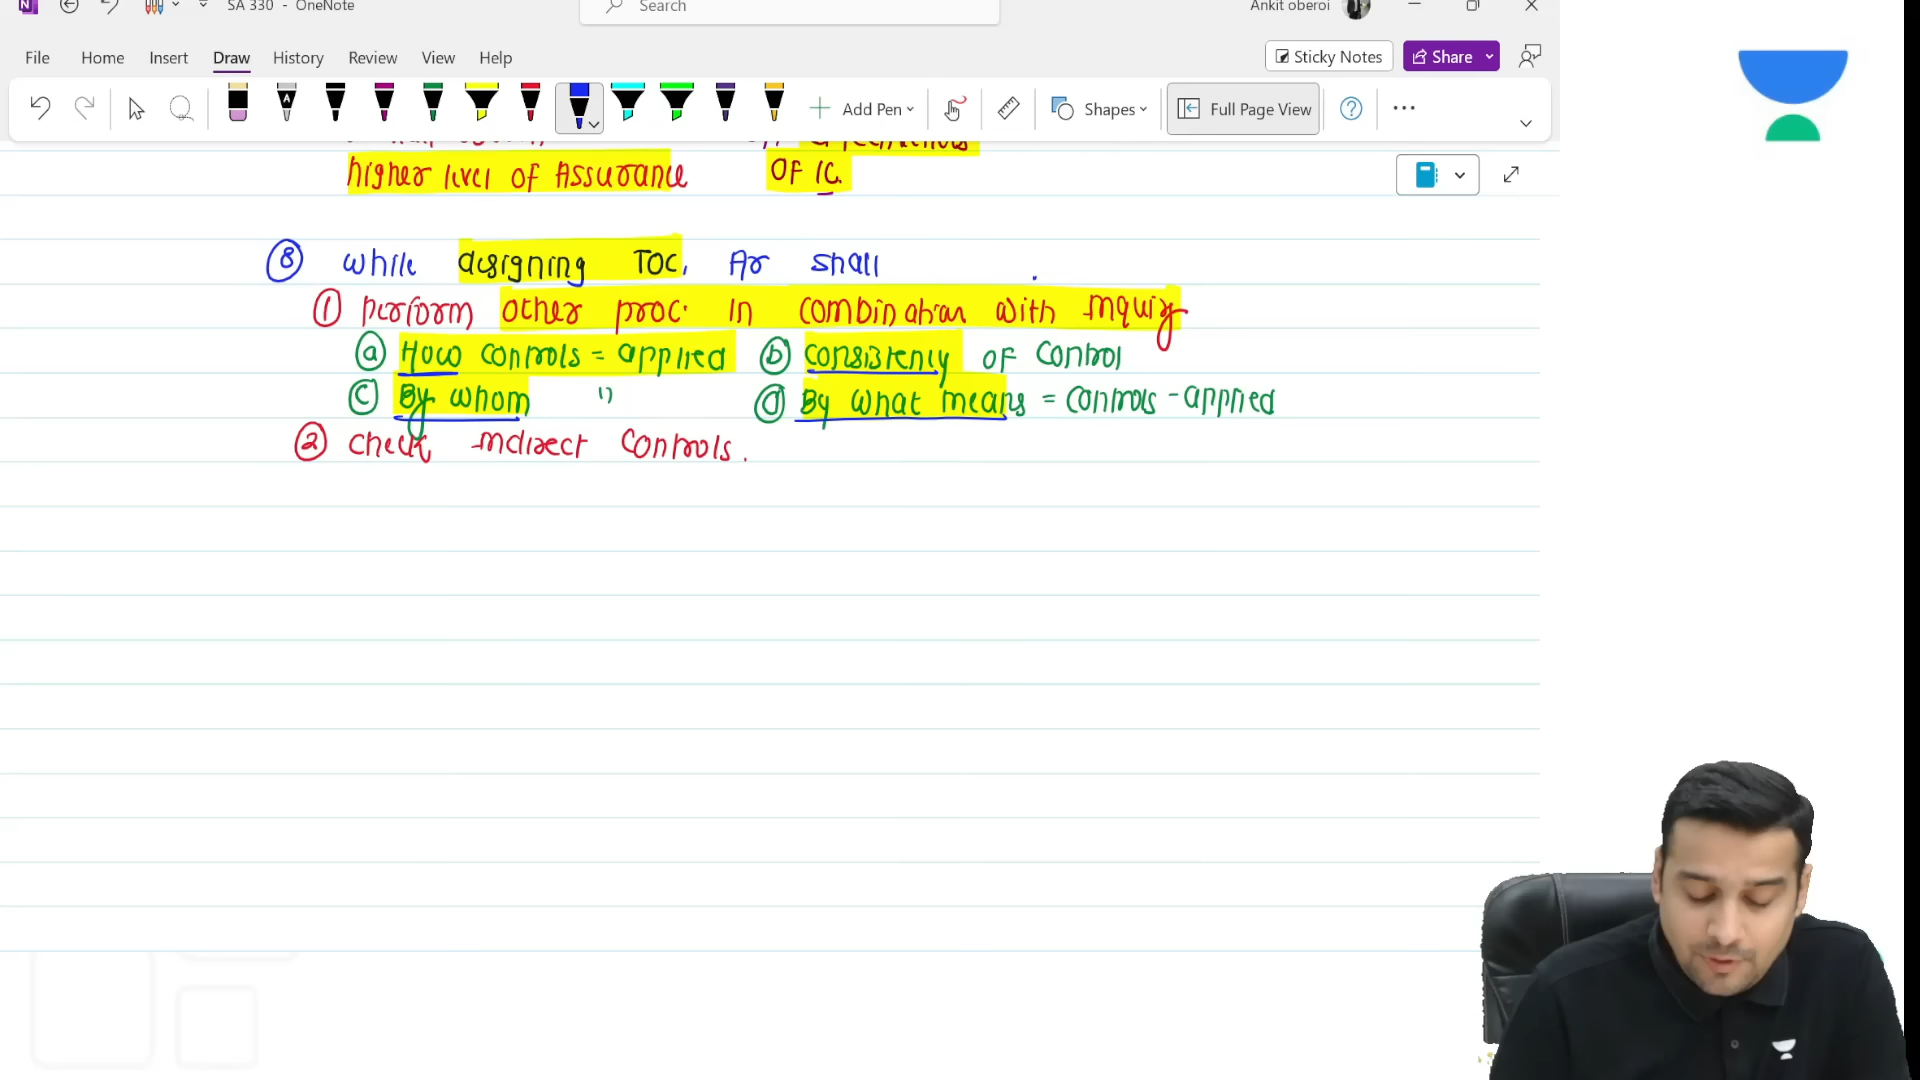 SA 330 - OneNote
Search
Ankit oberoi
File Home Insert Draw History Review View Help
Sticky Notes Share
Add Pen Shapes Full Page View
higher level of Assurance OF IC.
⑧ while designing TOC, Ar shall
① perform other proc. in combination with inquiry
ⓐ How controls = applied ⓑ consistency of control
ⓒ By whom " ⓓ By what means = controls - applied
② check indirect controls.